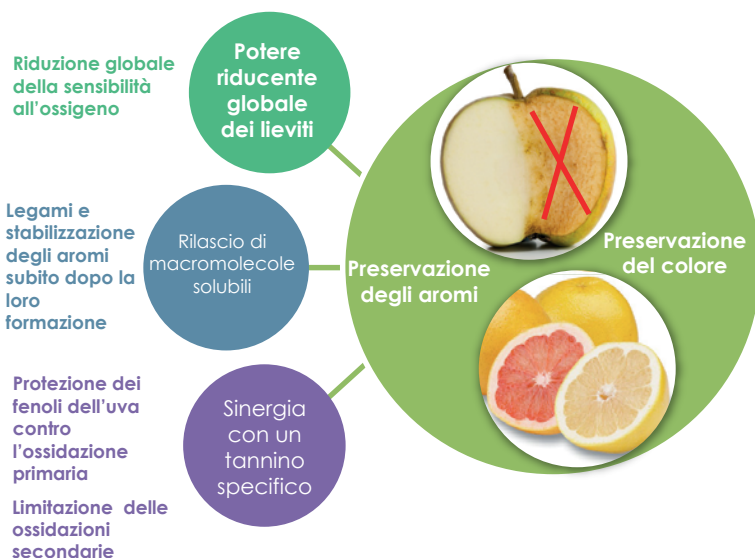 Riduzione globale
della sensibilità
all'ossigeno
Potere
riducente
globale
dei lieviti
Legami e
stabilizzazione
degli aromi
subito dopo la
loro
formazione
Rilascio di
macromolecole
solubili
Protezione dei
fenoli dell'uva
contro
l'ossidazione
primaria
Limitazione delle
ossidazioni
secondarie
Sinergia
con un
tannino
specifico
Preservazione
degli aromi
Preservazione
del colore